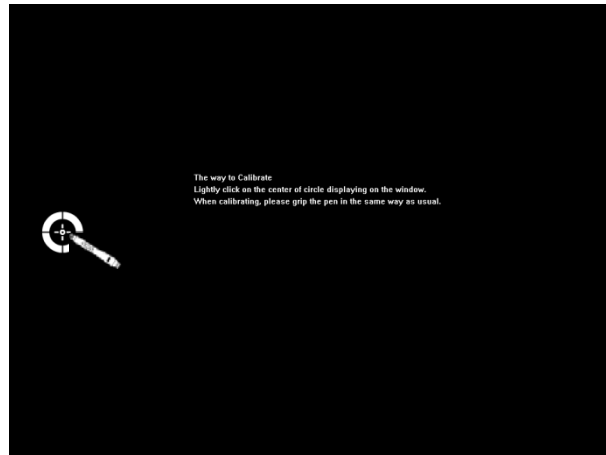 The way to Calibrate
Lightly click on the center of circle displaying on the window.
When calibrating, please grip the pen in the same way as usual.